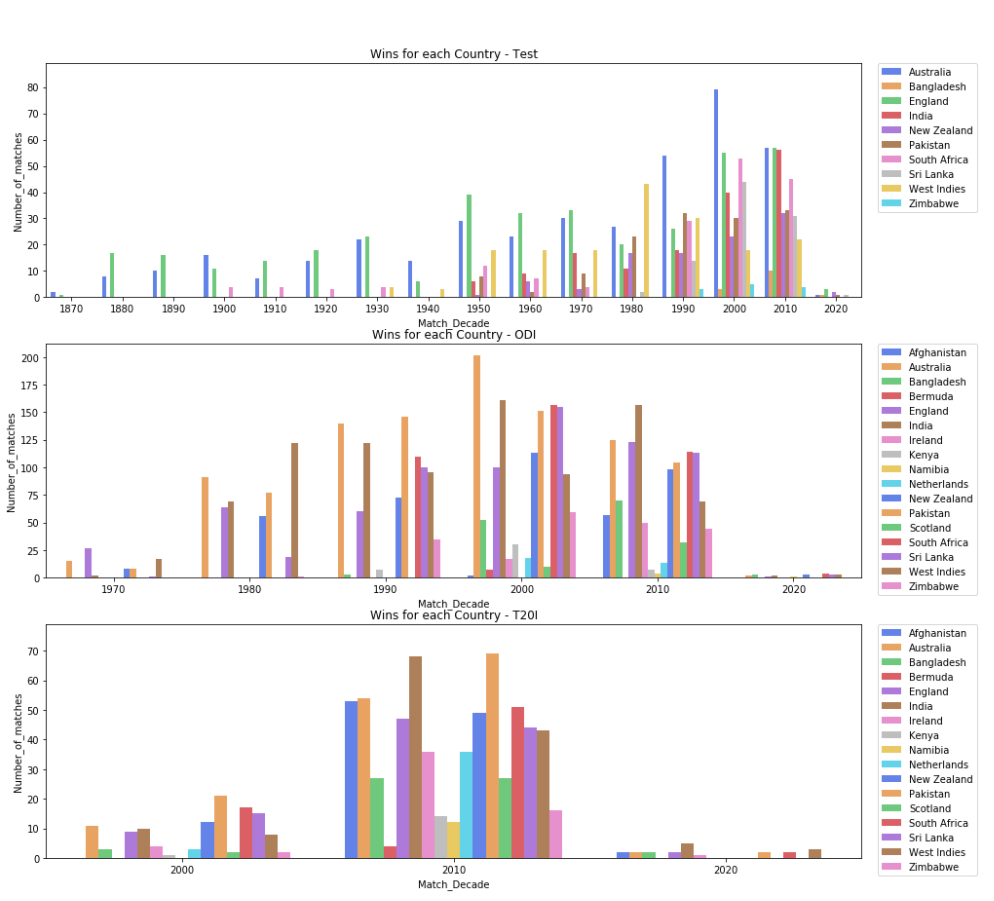 Wins for each Country - Test
Number_of_matches
80
70
60
50
40
30
20
10
0
1870 1880 1890 1900 1910 1920 1930 1940 1950 1960 1970 1980 1990 2000 2010 2020
Match_Decade
Australia
Bangladesh
England
India
New Zealand
Pakistan
South Africa
Sri Lanka
West Indies
Zimbabwe
Wins for each Country - ODI
Number_of_matches
200
175
150
125
100
75
50
25
0
1970 1980 1990 2000 2010 2020
Match_Decade
Afghanistan
Australia
Bangladesh
Bermuda
England
India
Ireland
Kenya
Namibia
Netherlands
New Zealand
Pakistan
Scotland
South Africa
Sri Lanka
West Indies
Zimbabwe
Wins for each Country - T20I
Number_of_matches
70
60
50
40
30
20
10
0
2000 2010 2020
Match_Decade
Afghanistan
Australia
Bangladesh
Bermuda
England
India
Ireland
Kenya
Namibia
Netherlands
New Zealand
Pakistan
Scotland
South Africa
Sri Lanka
West Indies
Zimbabwe